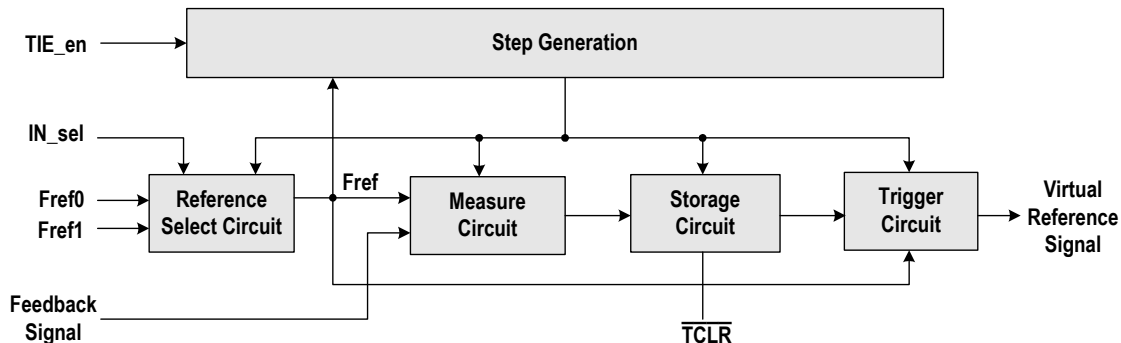 TIE_en
Step Generation
IN_sel
Fref0
Fref1
Reference
Select Circuit
Fref
Measure
Circuit
Storage
Circuit
Trigger
Circuit
Virtual
Reference
Signal
Feedback
Signal
TCLR